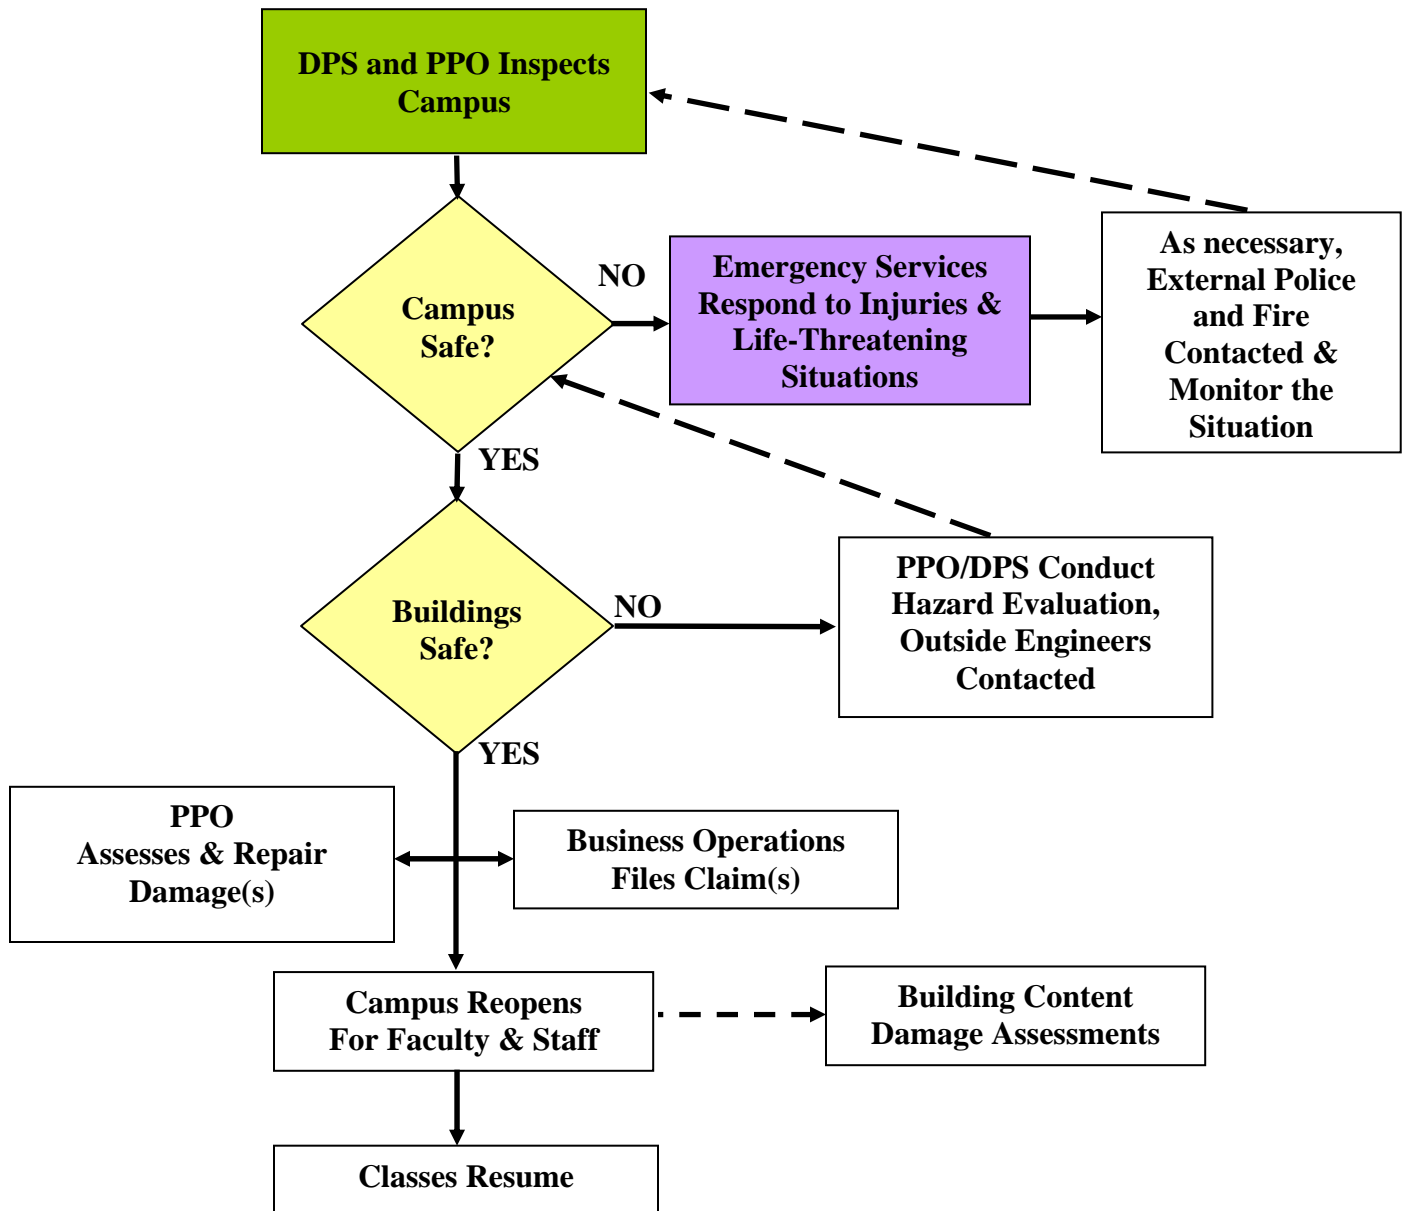 DPS and PPO Inspects
Campus
Campus
Safe?
NO
Emergency Services
Respond to Injuries &
Life-Threatening
Situations
As necessary,
External Police
and Fire
Contacted &
Monitor the
Situation
YES
Buildings
Safe?
NO
PPO/DPS Conduct
Hazard Evaluation,
Outside Engineers
Contacted
YES
PPO
Assesses & Repair
Damage(s)
Business Operations
Files Claim(s)
Campus Reopens
For Faculty & Staff
Building Content
Damage Assessments
Classes Resume